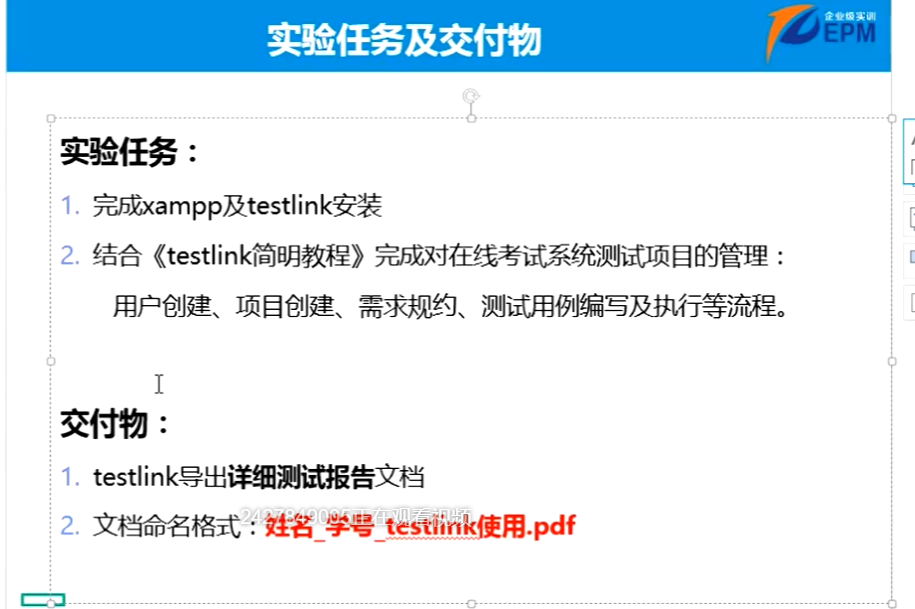 实验任务及交付物
企业级实训
EPM
实验任务：
1. 完成xampp及testlink安装
2. 结合《testlink简明教程》完成对在线考试系统测试项目的管理：
用户创建、项目创建、需求规约、测试用例编写及执行等流程。
交付物：
1. testlink导出详细测试报告文档
2. 文档命名格式：姓名_学号_testlink使用.pdf
2427849085正在观看视频